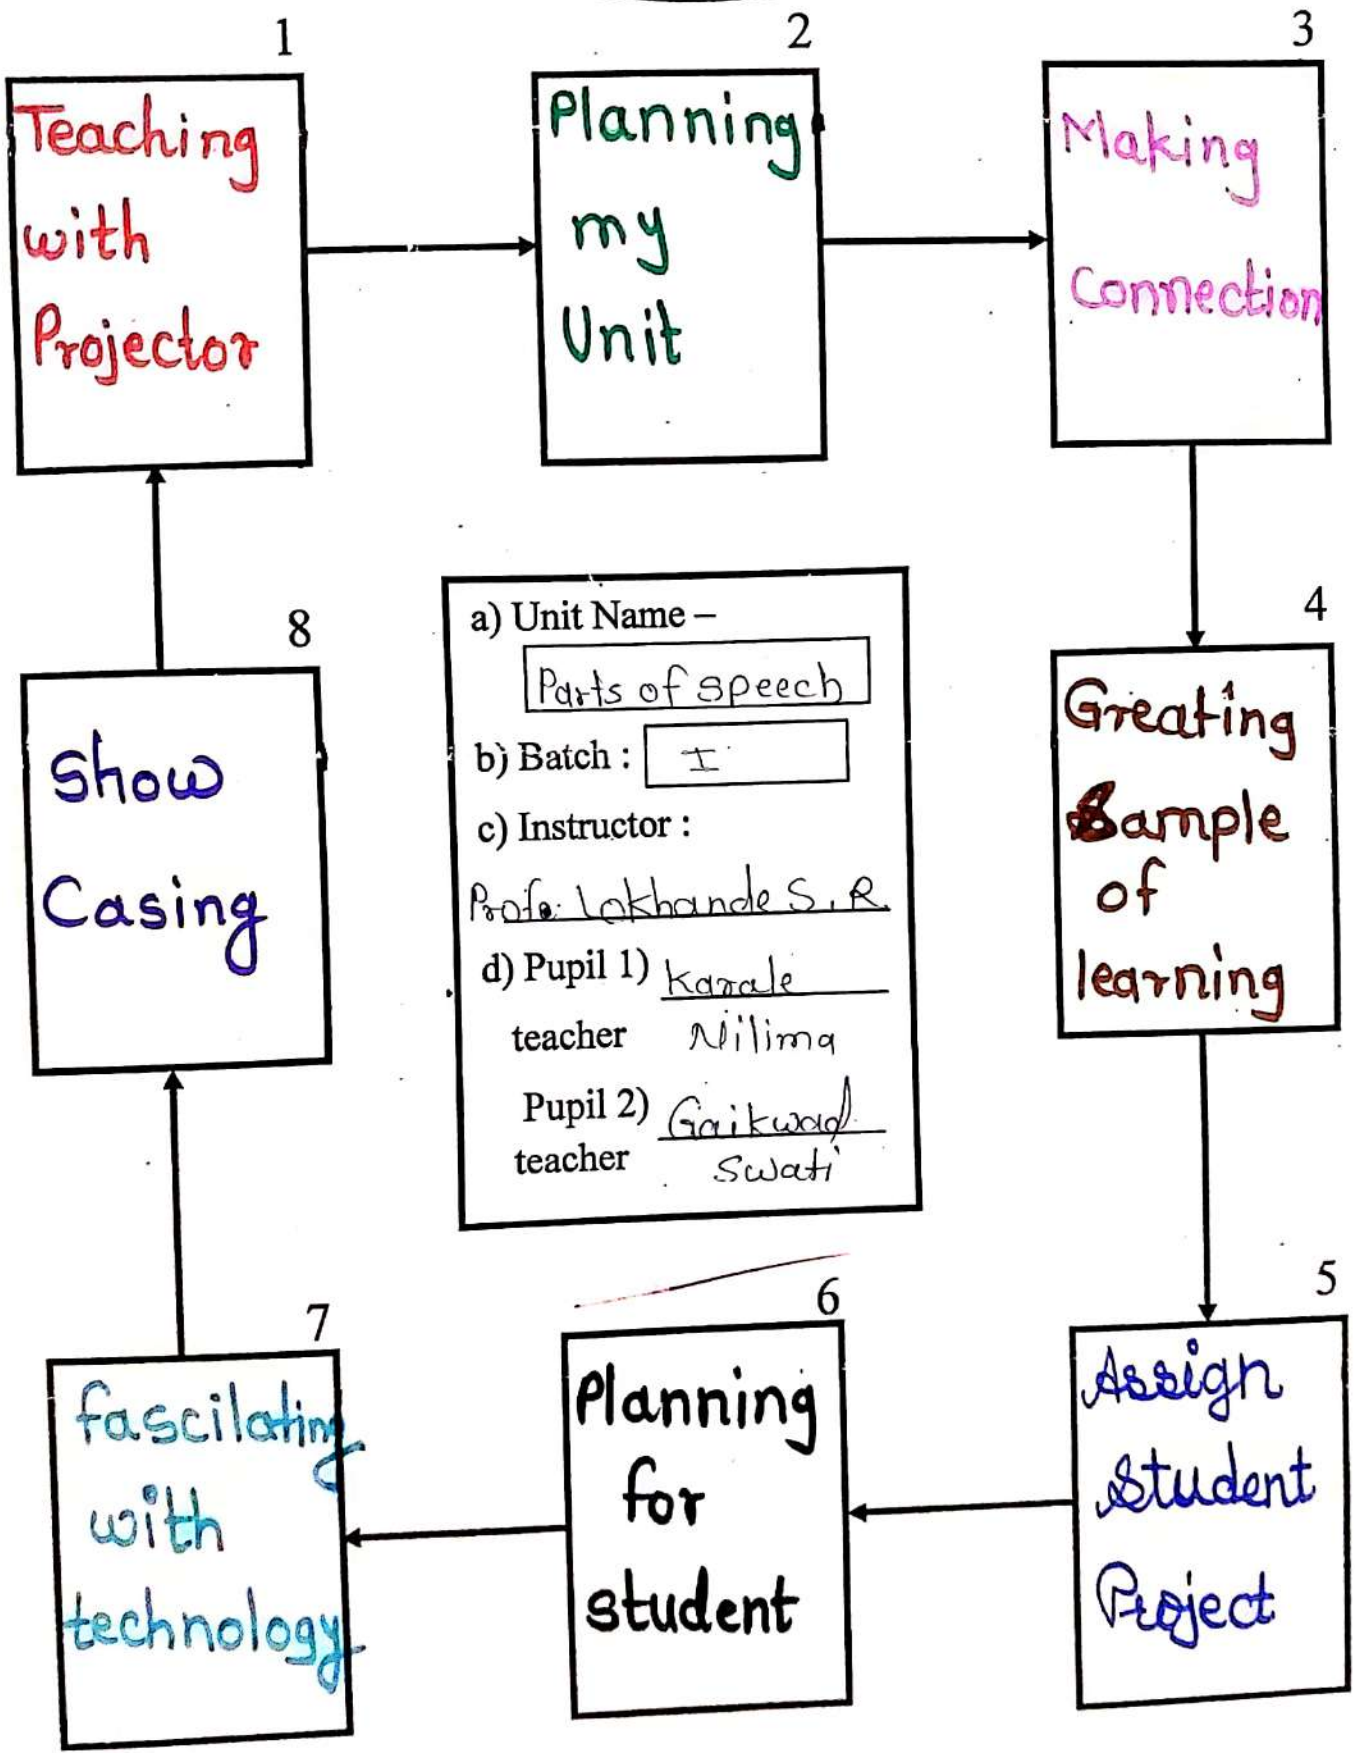 1
Teaching
with
Projector
2
Planning
my
Unit
3
Making
Connection
4
Greating
Sample
of
learning
5
Assign
Student
Project
6
Planning
for
student
7
fascilating
with
technology
8
Show
Casing
a) Unit Name –
Parts of speech
b) Batch : I
c) Instructor :
Profo. Lokhande S. R.
d) Pupil 1) Karale
teacher Nilima
Pupil 2) Gaikwad
teacher Swati